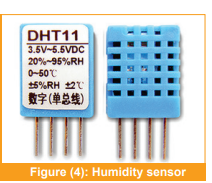 DHT11
3.5V~5.5VDC
20%~95%RH
0~50℃
±5%RH ±2℃
数字(单总线)
Figure (4): Humidity sensor